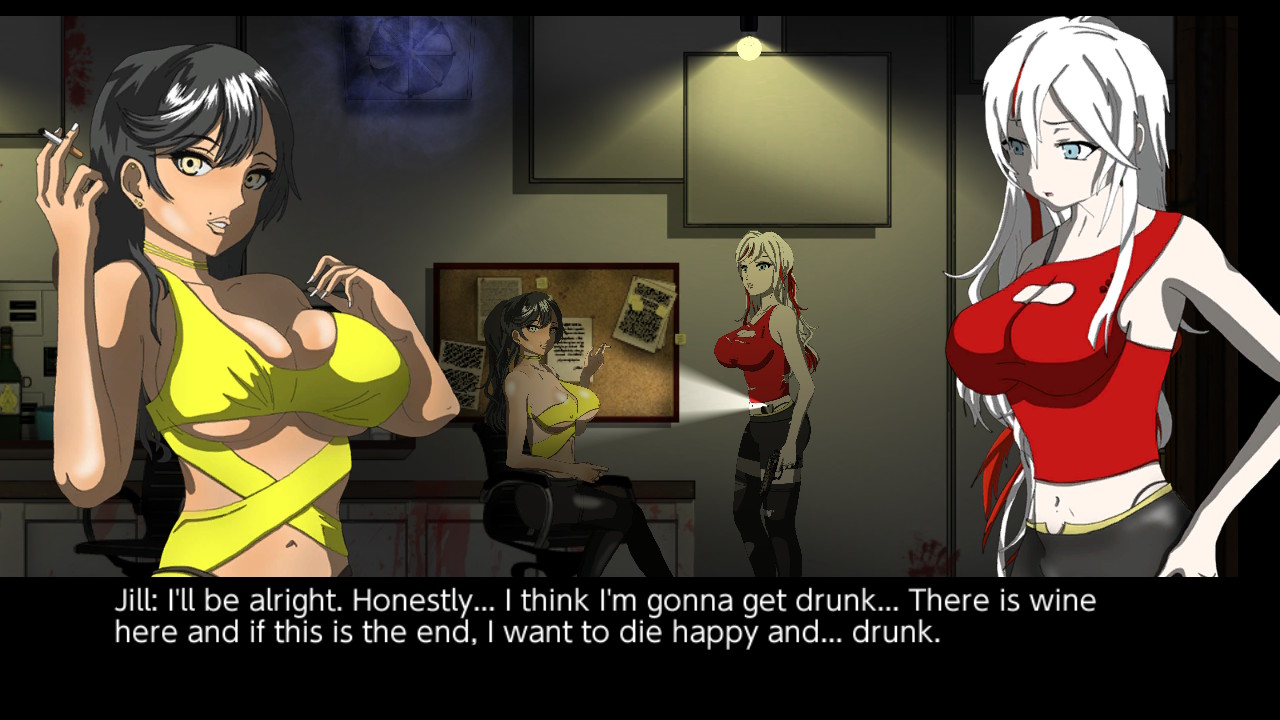 Jill: I'll be alright. Honestly... I think I'm gonna get drunk... There is wine
here and if this is the end, I want to die happy and... drunk.